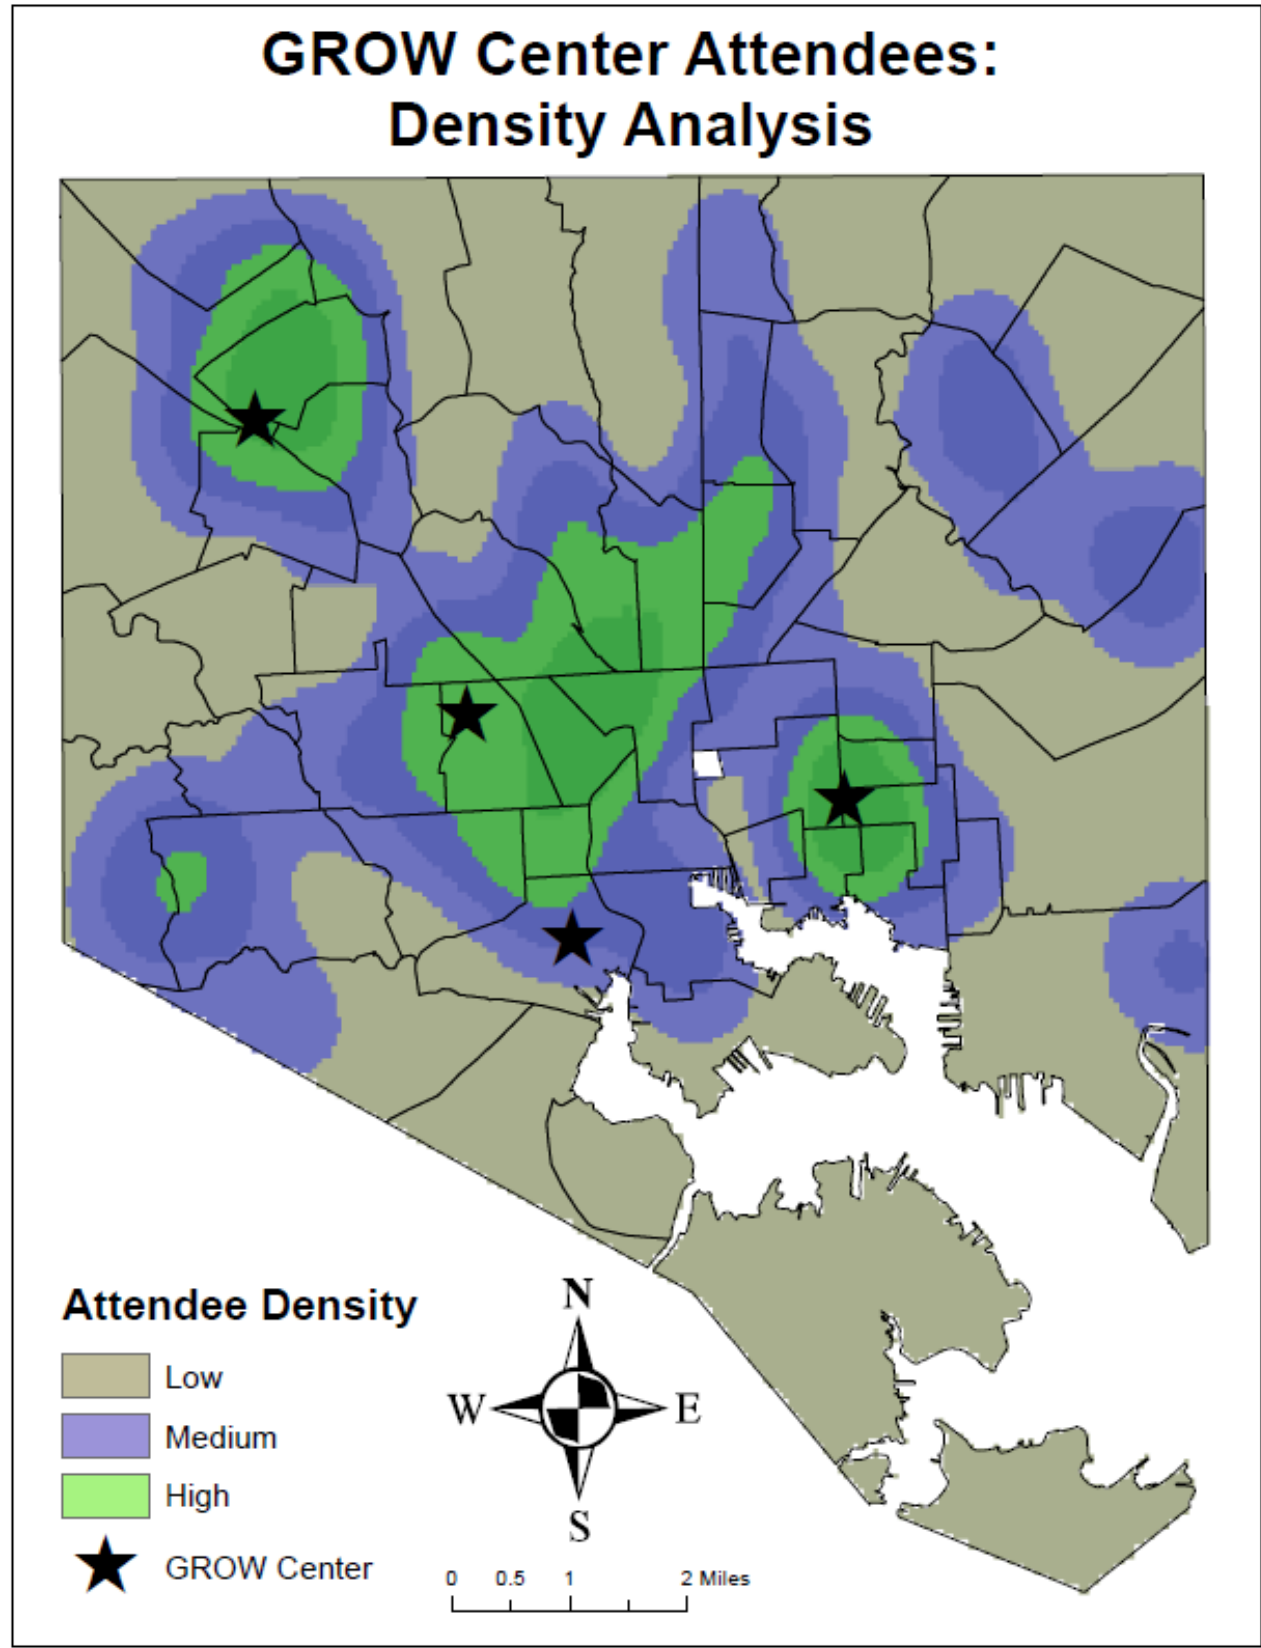 GROW Center Attendees:
Density Analysis
Attendee Density
Low
Medium
High
GROW Center
N
W E
S
0 0.5 1 2 Miles